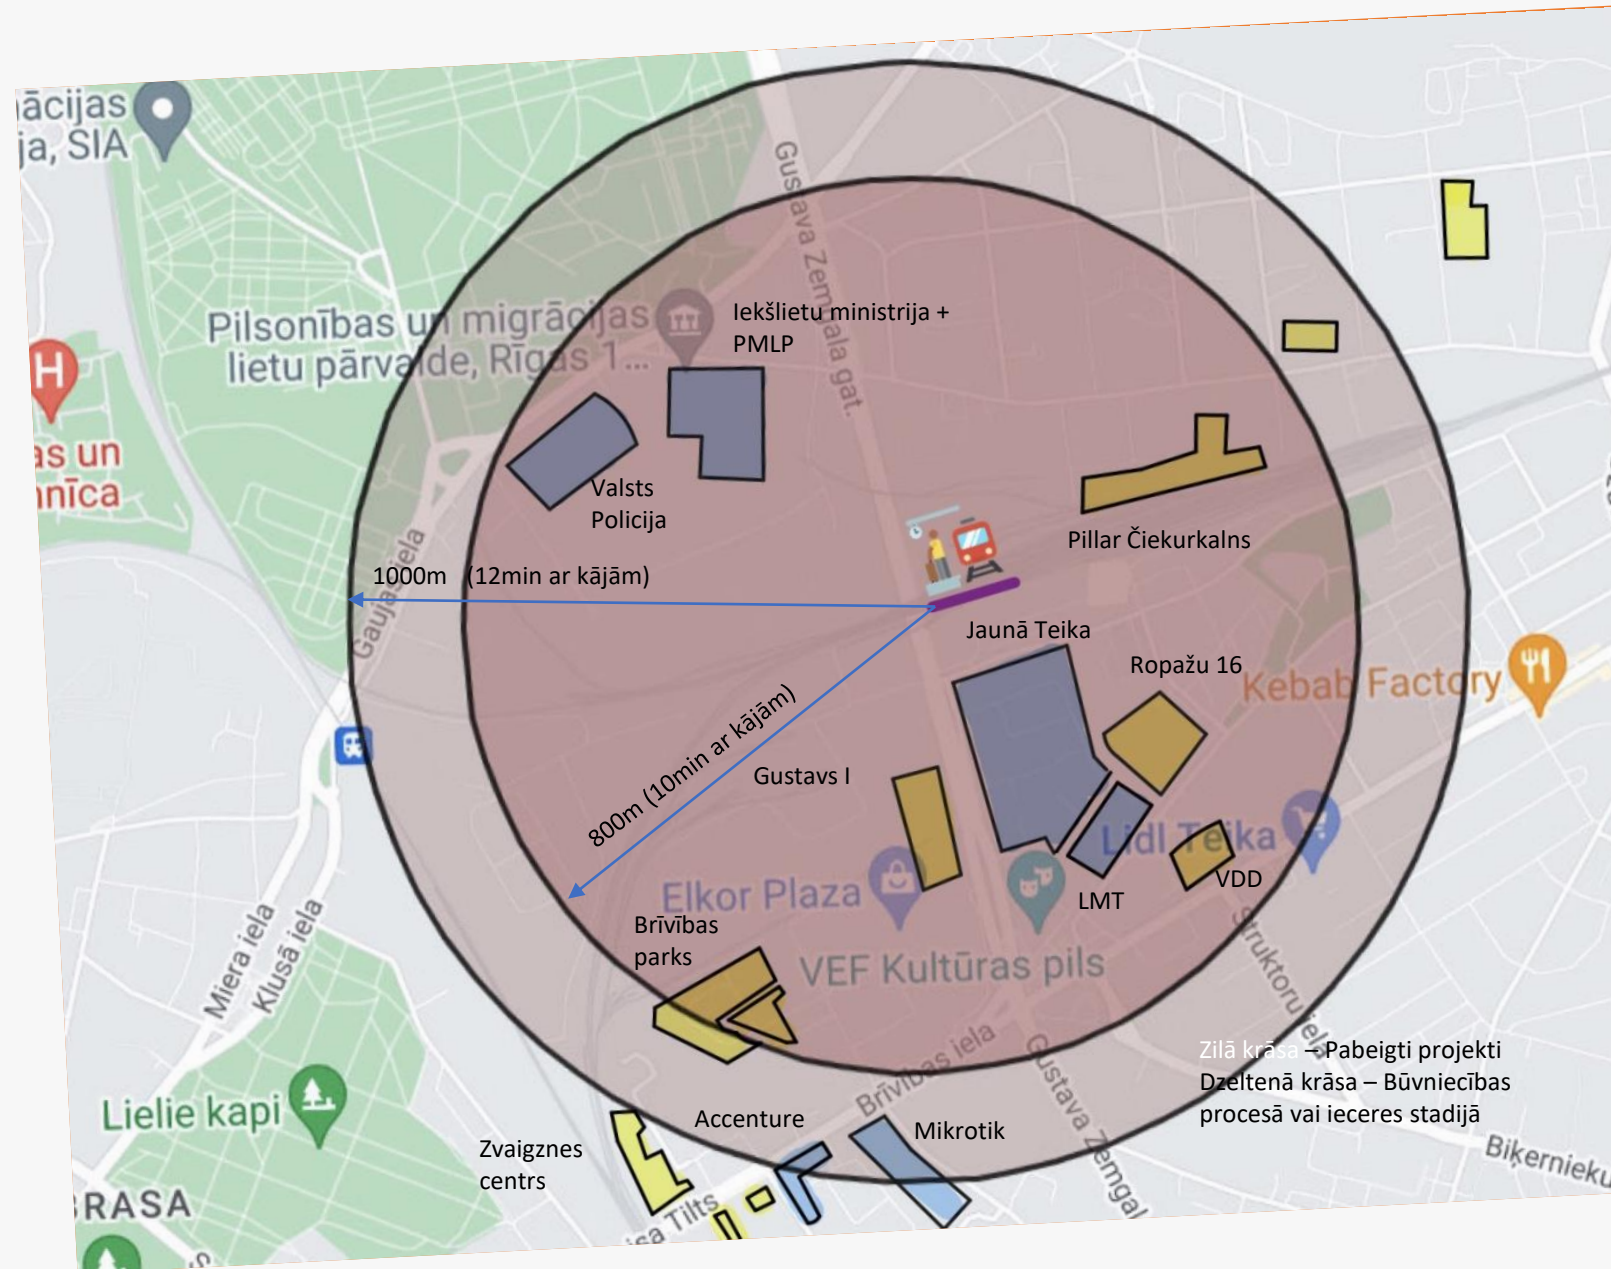 ācijas
ja, SIA
Gustava Zemgala gat.
Pilsonības un migrācijas
lietu pārvalde, Rīgas 1...
Iekšlietu ministrija +
PMLP
H
as un
nīca
Valsts
Policija
Pillar Čiekurkalns
1000m (12min ar kājām)
Gaujas iela
Jaunā Teika
Ropažu 16
Kebab Factory
800m (10min ar kājām)
Gustavs I
Lidl Teika
Elkor Plaza
VDD
LMT
Brīvības
parks
VEF Kultūras pils
Miera iela
Klusā iela
Struktoru iela
Brīvības iela
Gustava Zemgal
Zilā krāsa – Pabeigti projekti
Dzeltenā krāsa – Būvniecības
procesā vai ieceres stadijā
Lielie kapi
Accenture
Mikrotik
Zvaigznes
centrs
Biķernieku
BRASA
sa Tilts